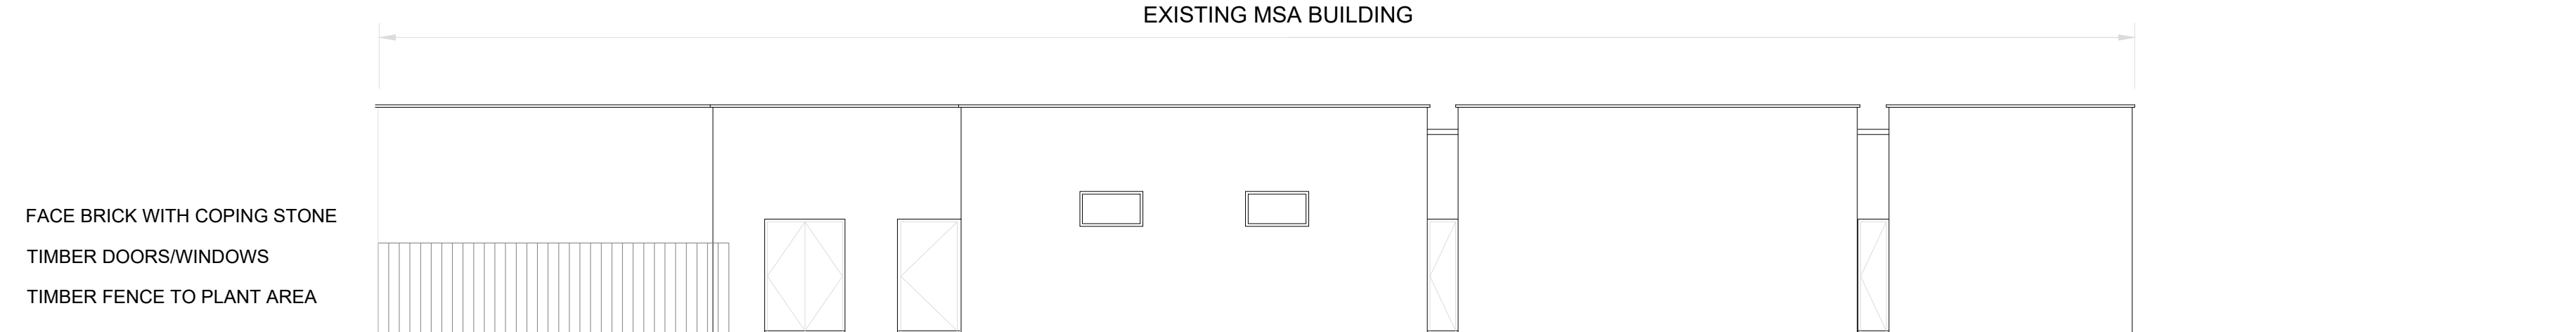 EXISTING MSA BUILDING
FACE BRICK WITH COPING STONE
TIMBER DOORS/WINDOWS
TIMBER FENCE TO PLANT AREA